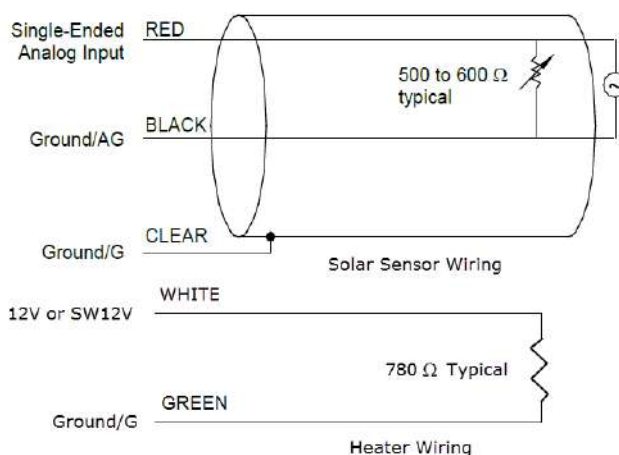 Single-Ended
Analog Input
RED
500 to 600 Ω
typical
BLACK
Ground/AG
CLEAR
Ground/G
Solar Sensor Wiring
WHITE
12V or SW12V
780 Ω Typical
GREEN
Ground/G
Heater Wiring